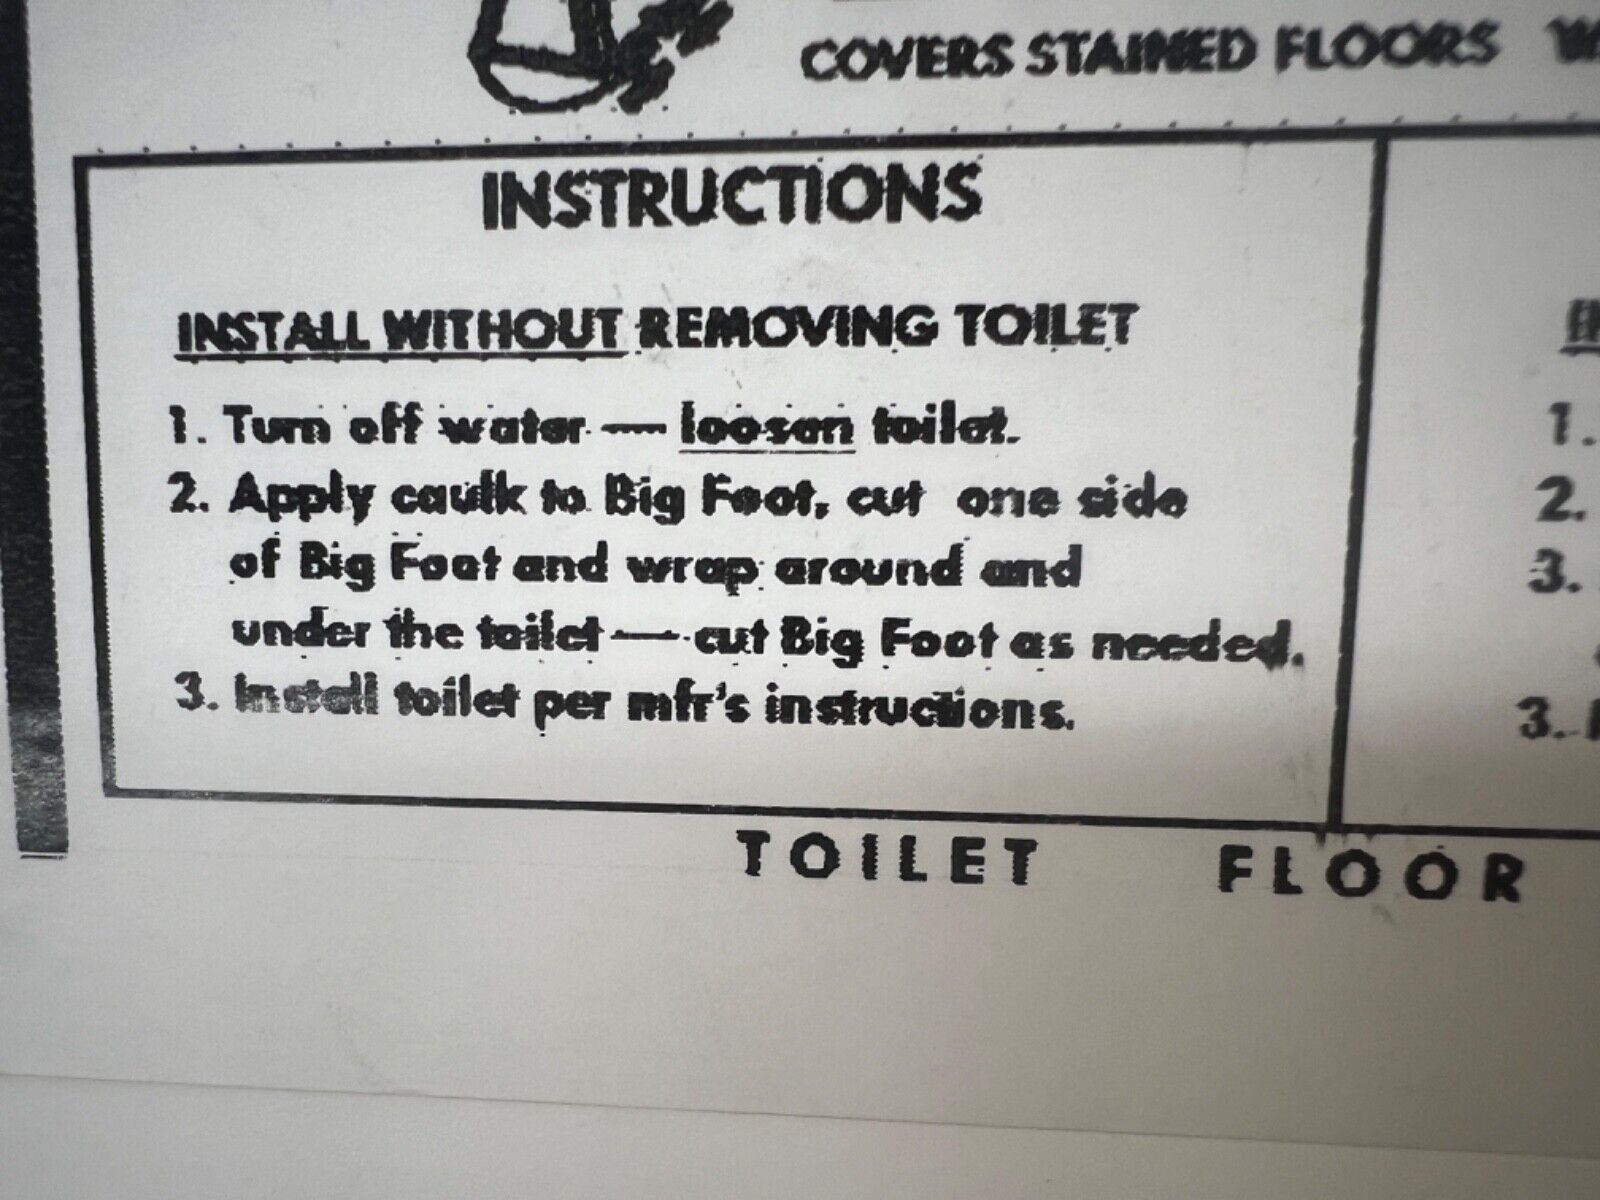 COVERS STAINED FLOORS
INSTRUCTIONS
INSTALL WITHOUT REMOVING TOILET
1. Turn off water — loosen toilet.
2. Apply caulk to Big Foot, cut one side
of Big Foot and wrap around and
under the toilet — cut Big Foot as needed.
3. Install toilet per mfr's instructions.
1.
2.
3.
3.
TOILET FLOOR